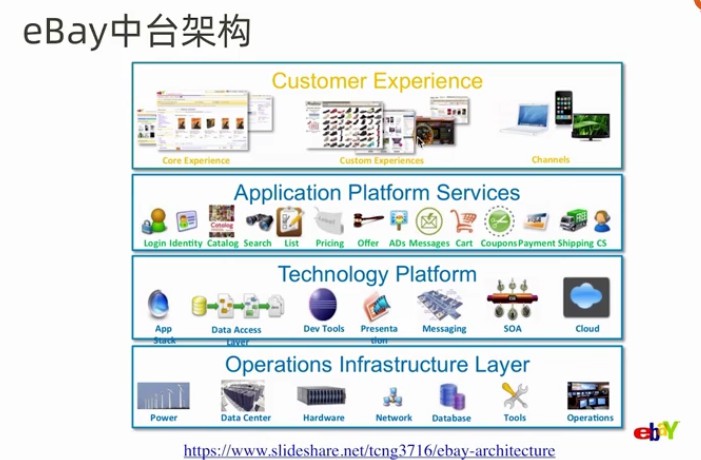 eBay中台架构
Customer Experience
Core Experience Custom Experiences Channels
Application Platform Services
Login Identity Catalog Search List Pricing Offer ADs Messages Cart Coupons Payment Shipping CS
Technology Platform
App Stack Data Access Layer Dev Tools Presentation Messaging SOA Cloud
Operations Infrastructure Layer
Power Data Center Hardware Network Database Tools Operations
ebaY
https://www.slideshare.net/tcng3716/ebay-architecture